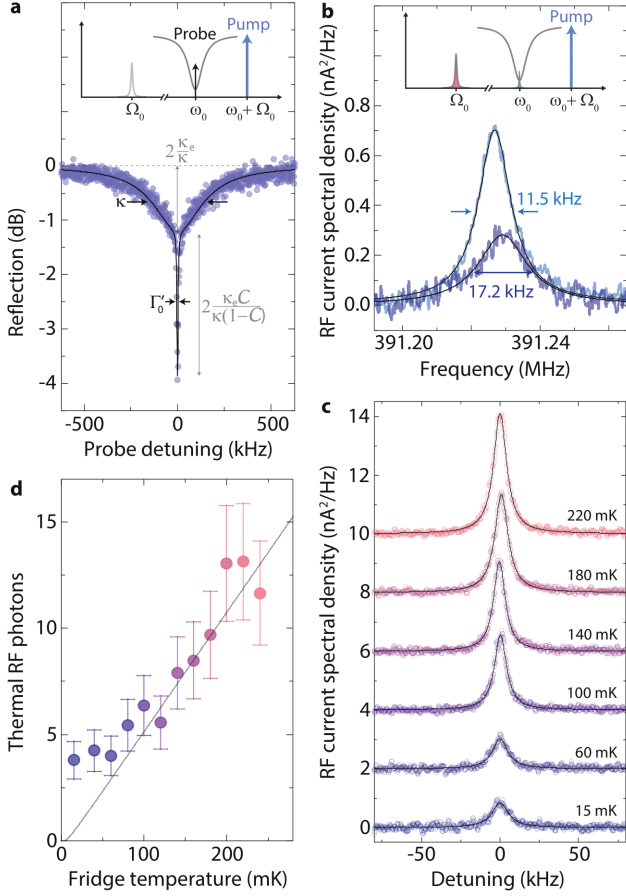 a
Pump
Probe
Ω₀
ω₀
ω₀+Ω₀
2 κₑ/κ
κ
Γ₀′
2 κₑC/κ(1−C)
0
-1
-2
-3
-4
Reflection (dB)
-500
0
500
Probe detuning (kHz)
b
Pump
Ω₀
ω₀
ω₀+Ω₀
11.5 kHz
17.2 kHz
0.8
0.6
0.4
0.2
0.0
RF current spectral density (nA²/Hz)
391.20
391.24
Frequency (MHz)
c
14
12
10
8
6
4
2
0
RF current spectral density (nA²/Hz)
220 mK
180 mK
140 mK
100 mK
60 mK
15 mK
-50
0
50
Detuning (kHz)
d
15
10
5
0
Thermal RF photons
0
100
200
Fridge temperature (mK)